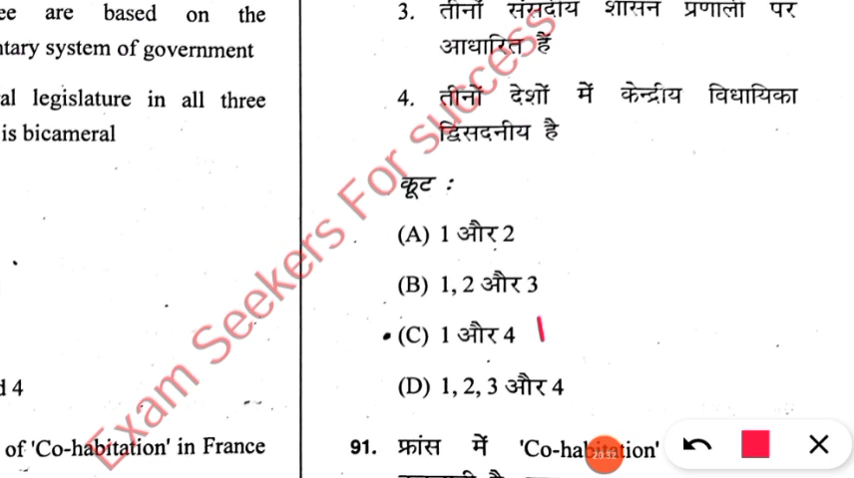 ee are based on the
ntary system of government
al legislature in all three
is bicameral
d 4
of 'Co-habitation' in France
3. तीनों संसदीय शासन प्रणाली पर
आधारित हैं
4. तीनों देशों में केन्द्रीय विधायिका
द्विसदनीय है
कूट :
(A) 1 और 2
(B) 1, 2 और 3
(C) 1 और 4
(D) 1, 2, 3 और 4
91. फ्रांस में 'Co-habitation'
Exam Seekers For success